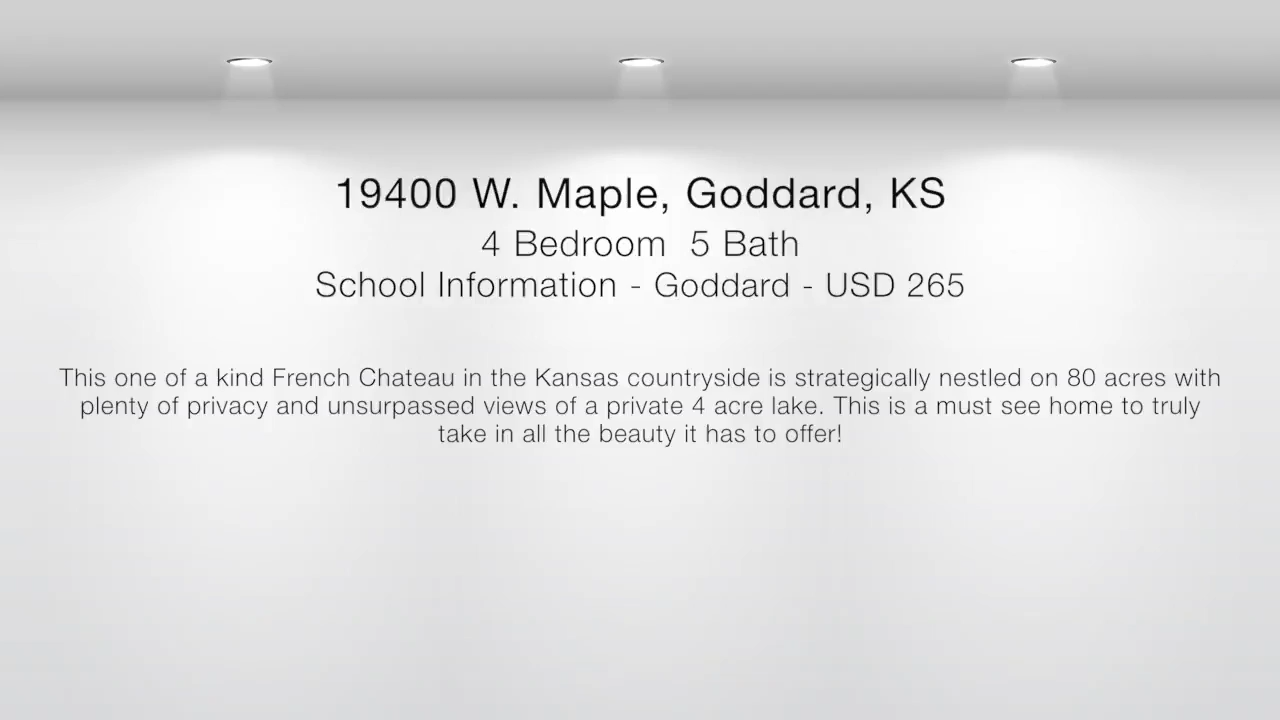 19400 W. Maple, Goddard, KS
4 Bedroom  5 Bath
School Information - Goddard - USD 265
This one of a kind French Chateau in the Kansas countryside is strategically nestled on 80 acres with
plenty of privacy and unsurpassed views of a private 4 acre lake. This is a must see home to truly
take in all the beauty it has to offer!